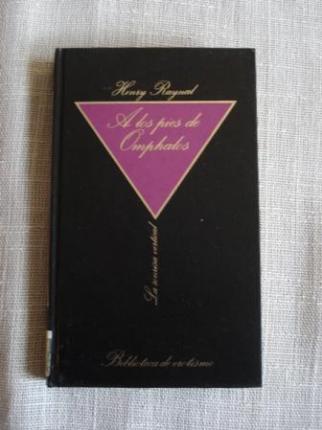 Henry Raynal
A los pies de
Omphalos
La sonrisa vertical
Biblioteca de erotismo